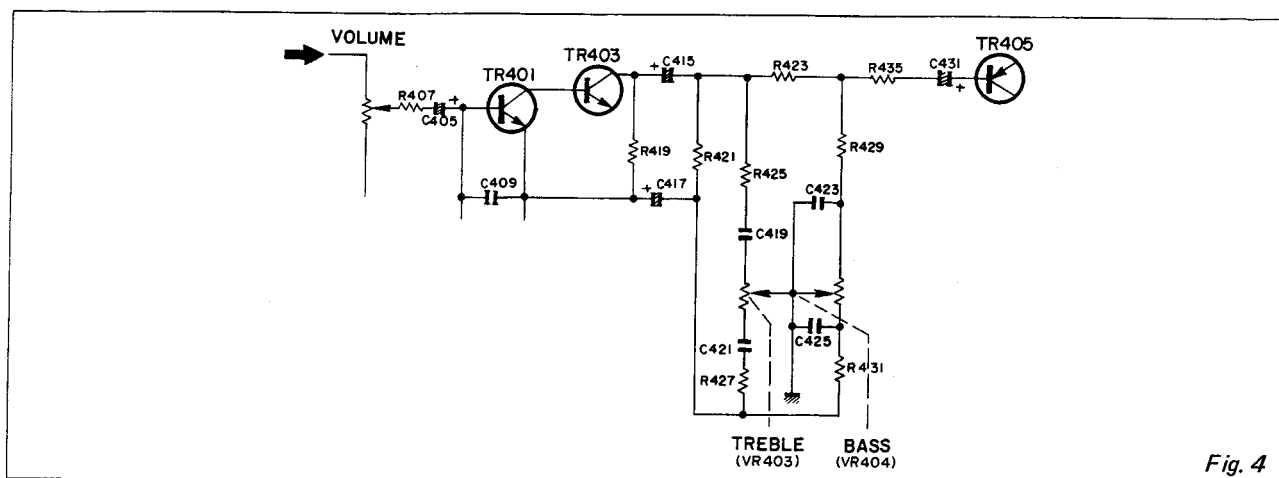 VOLUME
TR401
TR403
C415
R423
R435
C431
TR405
R407
+
C405
+
+
R419
R421
R429
C409
+
C417
R425
C423
C419
C421
C425
R427
R431
TREBLE
(VR403)
BASS
(VR404)
Fig. 4